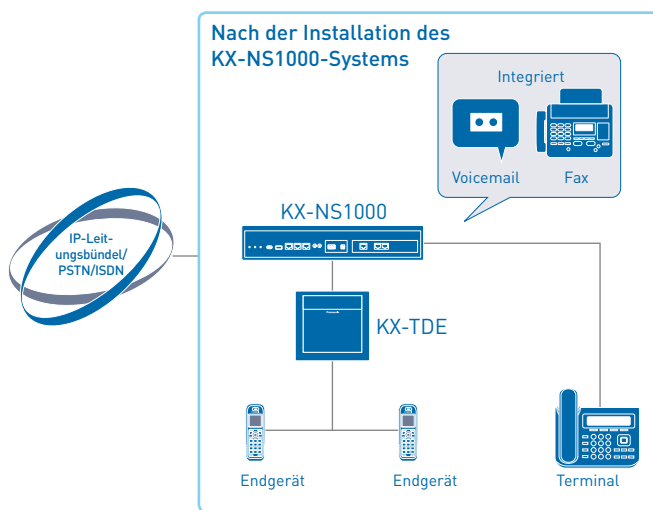 Nach der Installation des
KX-NS1000-Systems
Integriert
Voicemail
Fax
KX-NS1000
IP-Leit-
ungsbündel/
PSTN/ISDN
KX-TDE
Endgerät
Endgerät
Terminal